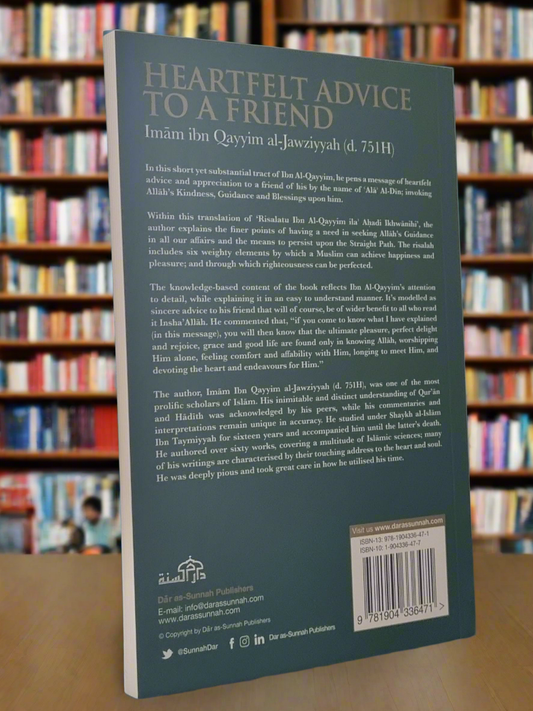 HEARTFELT ADVICE
TO A FRIEND
Imām ibn Qayyim al-Jawziyyah (d. 751H)
In this short yet substantial tract of Ibn Al-Qayyim, he pens a message of heartfelt
advice and appreciation to a friend of his by the name of 'Alā' Al-Din; invoking
Allāh's Kindness, Guidance and Blessings upon him.
Within this translation of 'Risalatu Ibn Al-Qayyim ila' Ahadi Ikhwānihi', the
author explains the finer points of having a need in seeking Allāh's Guidance
in all our affairs and the means to persist upon the Straight Path. The risalah
includes six weighty elements by which a Muslim can achieve happiness and
pleasure; and through which righteousness can be perfected.
The knowledge-based content of the book reflects Ibn Al-Qayyim's attention
to detail, while explaining it in an easy to understand manner. It's modelled as
sincere advice to his friend that will of course, be of wider benefit to all who read
it Insha'Allāh. He commented that, "if you come to know what I have explained
(in this message), you will then know that the ultimate pleasure, perfect delight
and rejoice, grace and good life are found only in knowing Allāh, worshipping
Him alone, feeling comfort and affability with Him, longing to meet Him, and
devoting the heart and endeavours for Him."
The author, Imām Ibn Qayyim al-Jawziyyah (d. 751H), was one of the most
prolific scholars of Islām. His inimitable and distinct understanding of Qur'ān
and Hādith was acknowledged by his peers, while his commentaries and
interpretations remain unique in accuracy. He studied under Shaykh al-Islām
Ibn Taymiyyah for sixteen years and accompanied him until the latter's death.
He authored over sixty works, covering a multitude of Islāmic sciences; many
of his writings are characterised by their touching address to the heart and soul.
He was deeply pious and took great care in how he utilised his time.
Visit us www.darassunnah.com
ISBN-13: 978-1904336-47-1
ISBN-10: 1-904336-47-7
9 781904 336471 >
دار السنة
Dār as-Sunnah Publishers
E-mail: info@darassunnah.com
www.darassunnah.com
© Copyright by Dār as-Sunnah Publishers
@SunnahDar
Dar as-Sunnah Publishers